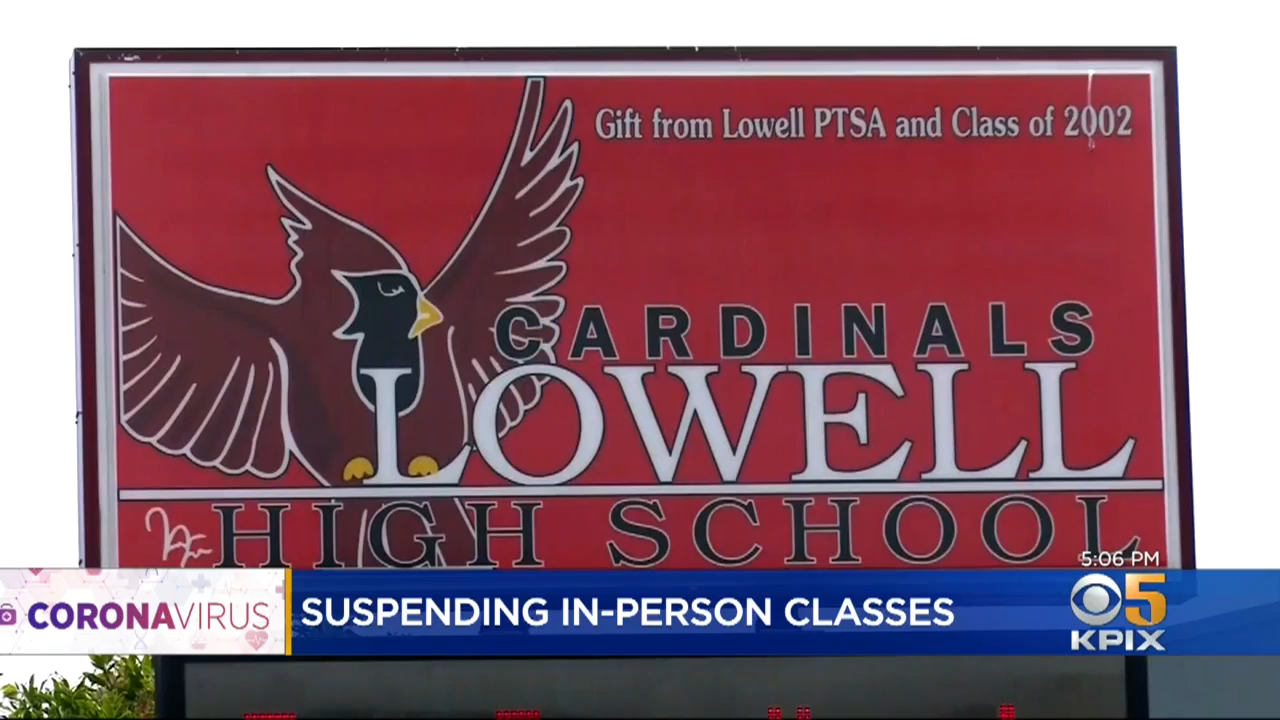 Gift from Lowell PTSA and Class of 2002
CARDINALS
LOWELL
HIGH SCHOOL
5:06 PM
CORONAVIRUS
SUSPENDING IN-PERSON CLASSES
5
KPIX